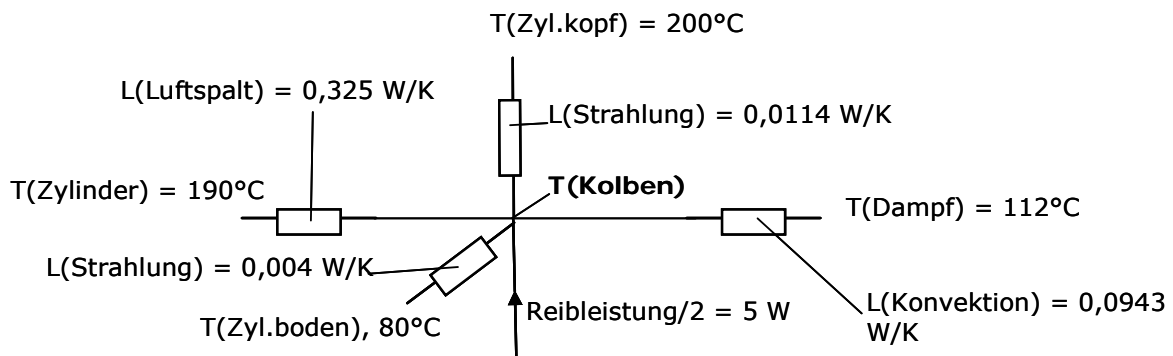 T(Zyl.kopf) = 200°C
L(Luftspalt) = 0,325 W/K
L(Strahlung) = 0,0114 W/K
T(Zylinder) = 190°C
T(Kolben)
T(Dampf) = 112°C
L(Strahlung) = 0,004 W/K
Reibleistung/2 = 5 W
L(Konvektion) = 0,0943
W/K
T(Zyl.boden), 80°C